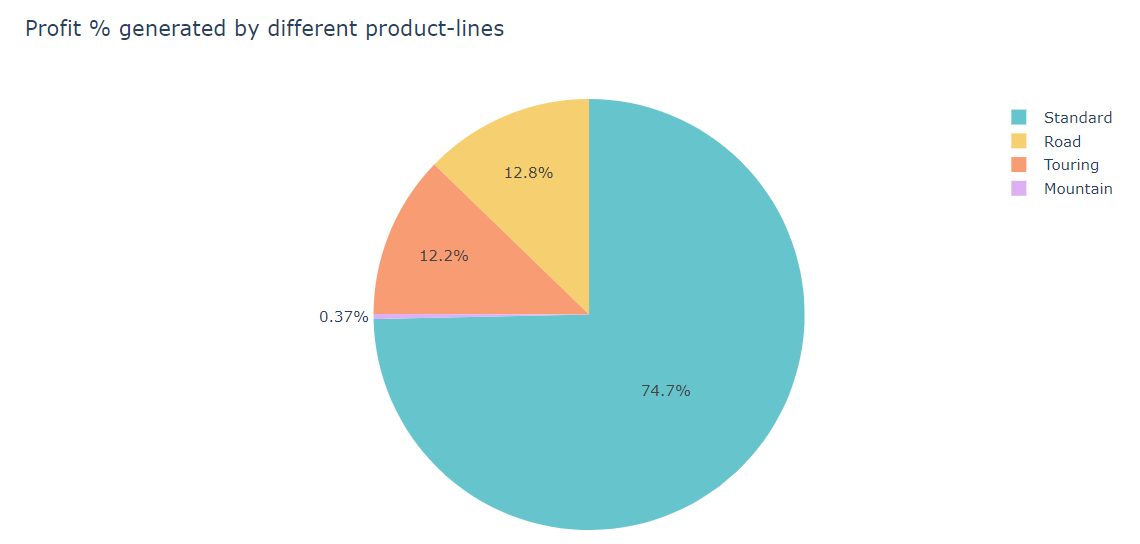 Profit % generated by different product-lines
Standard
Road
Touring
Mountain
12.8%
12.2%
0.37%
74.7%